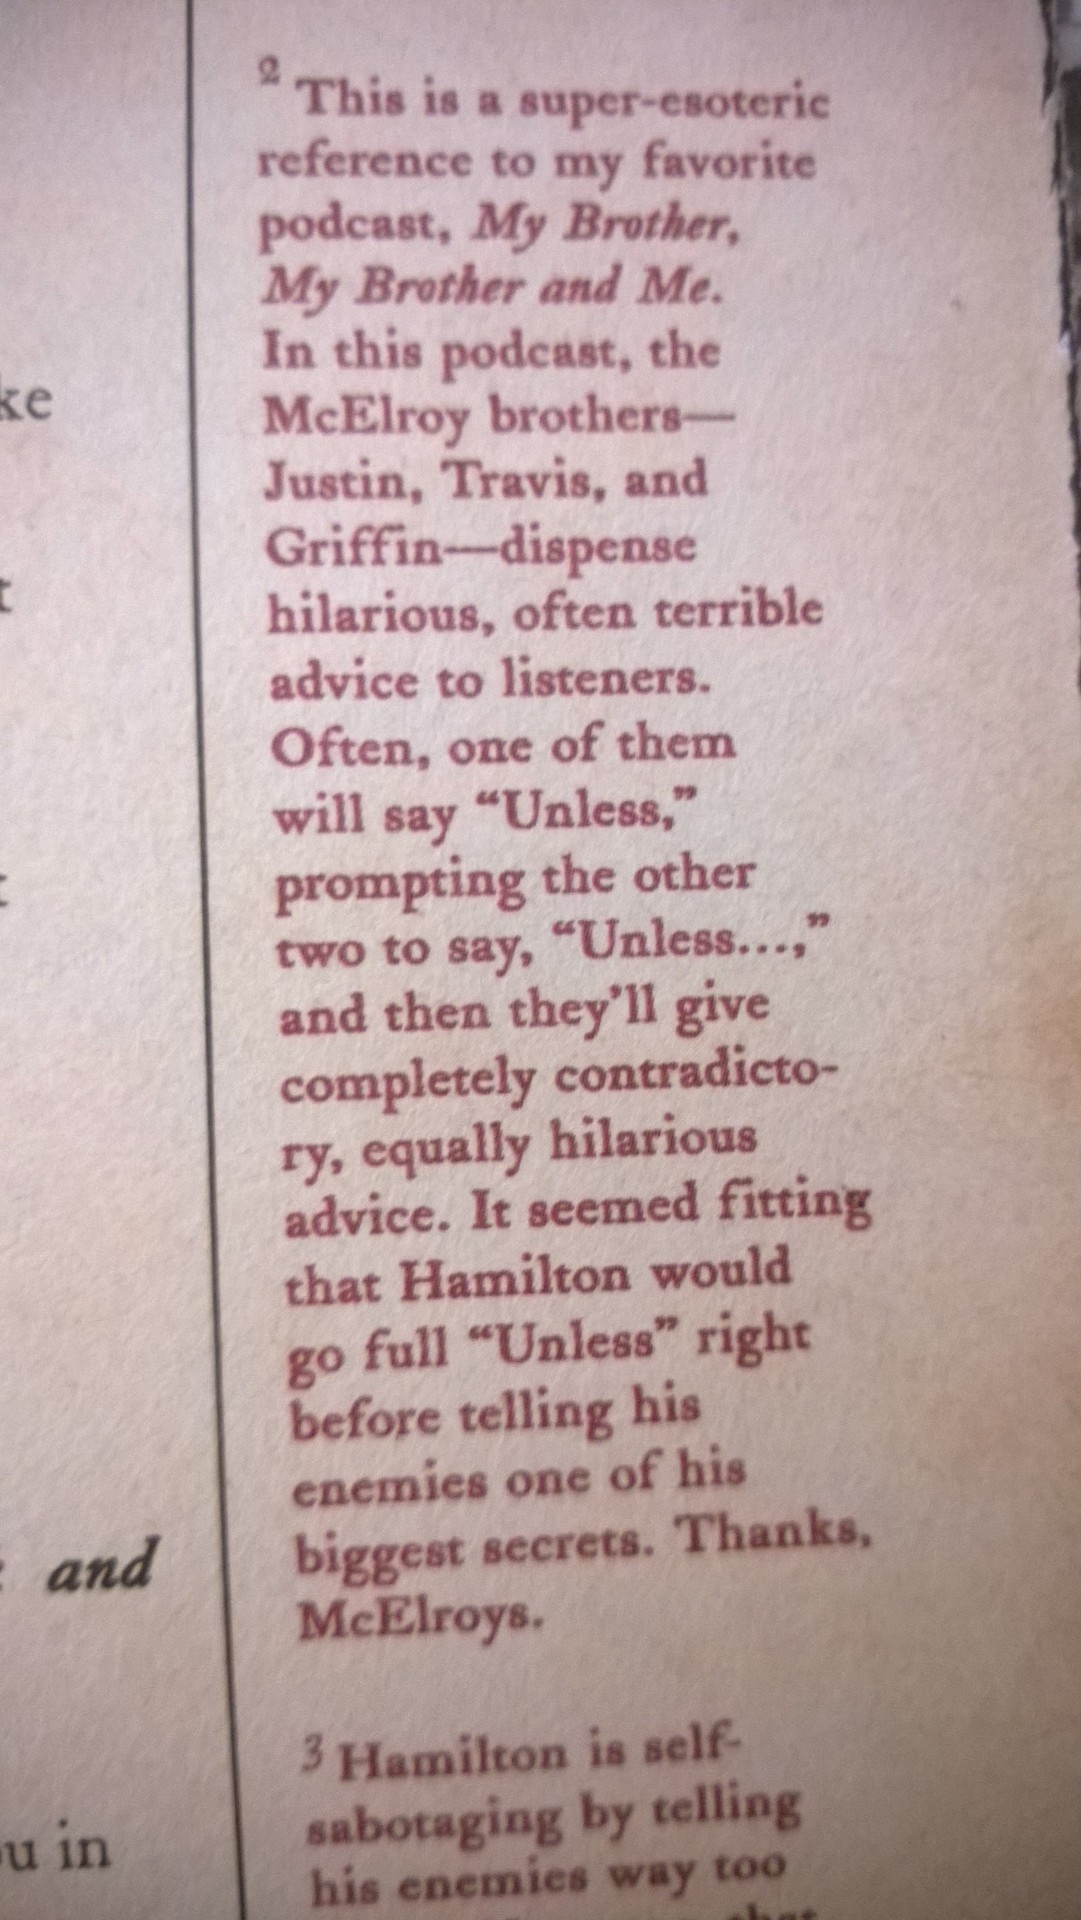 ² This is a super-esoteric
reference to my favorite
podcast, My Brother,
My Brother and Me.
In this podcast, the
McElroy brothers—
Justin, Travis, and
Griffin—dispense
hilarious, often terrible
advice to listeners.
Often, one of them
will say “Unless,”
prompting the other
two to say, “Unless...,”
and then they’ll give
completely contradicto-
ry, equally hilarious
advice. It seemed fitting
that Hamilton would
go full “Unless” right
before telling his
enemies one of his
biggest secrets. Thanks,
McElroys.
3 Hamilton is self-
sabotaging by telling
his enemies way too
that
and
in